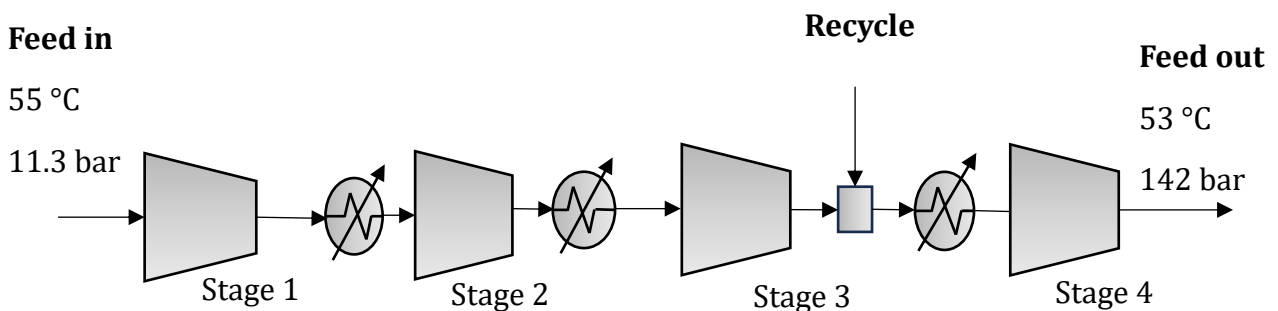 Feed in
55 °C
11.3 bar
Recycle
Feed out
53 °C
142 bar
Stage 1
Stage 2
Stage 3
Stage 4